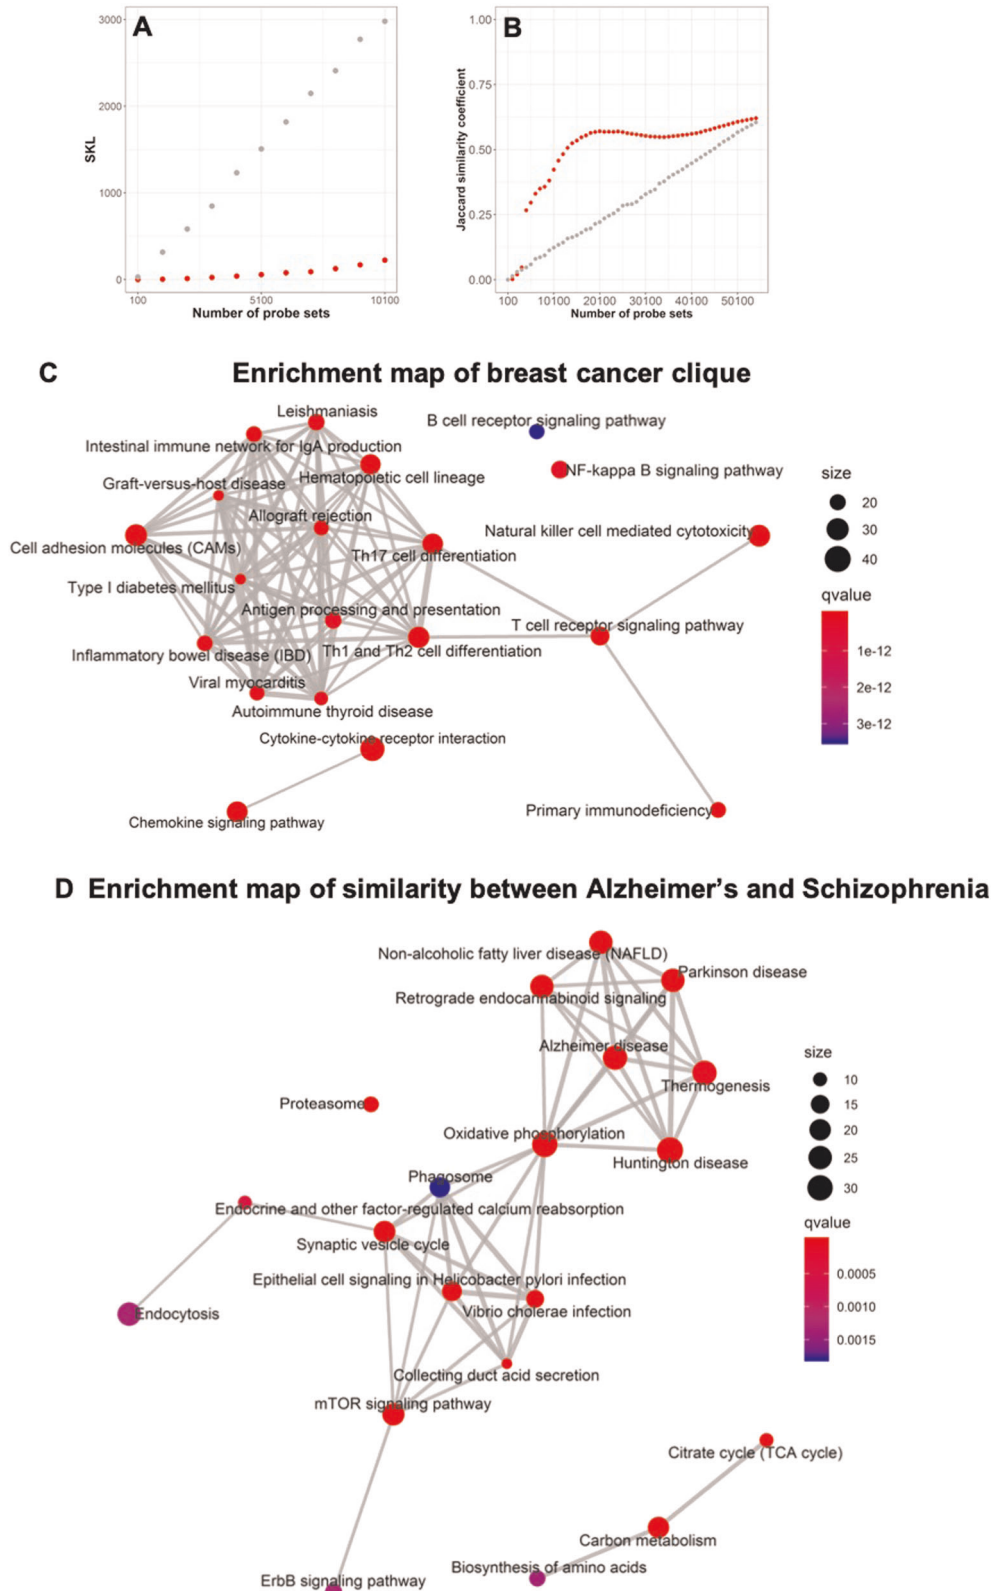 A
3000
2000
1000
0
SKL
100
5100
10100
Number of probe sets
B
1.00
0.75
0.50
0.25
0.00
Jaccard similarity coefficient
100
10100
20100
30100
40100
50100
Number of probe sets
C
Enrichment map of breast cancer clique
Leishmaniasis
B cell receptor signaling pathway
Intestinal immune network for IgA production
NF-kappa B signaling pathway
Graft-versus-host disease
Hematopoietic cell lineage
Allograft rejection
Natural killer cell mediated cytotoxicity
Cell adhesion molecules (CAMs)
Th17 cell differentiation
Type I diabetes mellitus
Antigen processing and presentation
T cell receptor signaling pathway
Inflammatory bowel disease (IBD)
Th1 and Th2 cell differentiation
Viral myocarditis
Autoimmune thyroid disease
Cytokine-cytokine receptor interaction
Chemokine signaling pathway
Primary immunodeficiency
size
20
30
40
qvalue
1e-12
2e-12
3e-12
D
Enrichment map of similarity between Alzheimer's and Schizophrenia
Non-alcoholic fatty liver disease (NAFLD)
Parkinson disease
Retrograde endocannabinoid signaling
Alzheimer disease
Thermogenesis
Proteasome
Oxidative phosphorylation
Huntington disease
Phagosome
Endocrine and other factor-regulated calcium reabsorption
Synaptic vesicle cycle
Epithelial cell signaling in Helicobacter pylori infection
Vibrio cholerae infection
Endocytosis
Collecting duct acid secretion
mTOR signaling pathway
Citrate cycle (TCA cycle)
Carbon metabolism
Biosynthesis of amino acids
ErbB signaling pathway
size
10
15
20
25
30
qvalue
0.0005
0.0010
0.0015